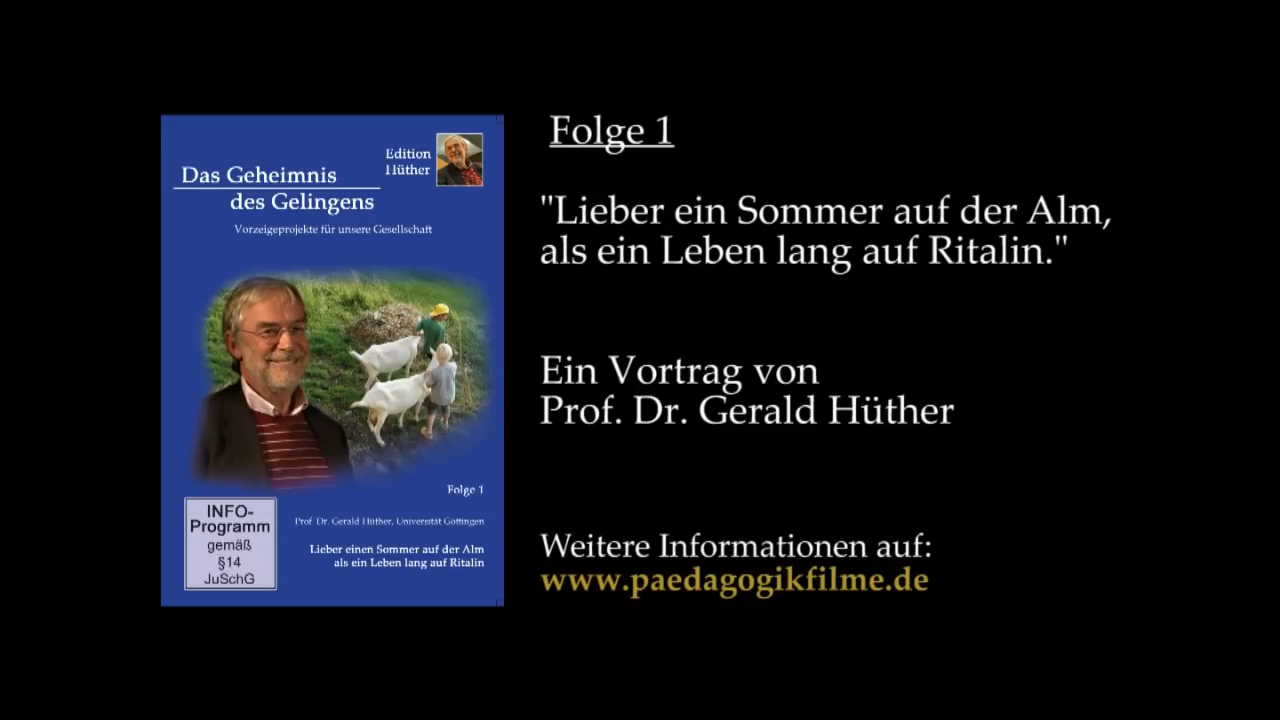 Edition
Hüther
Das Geheimnis
des Gelingens
Vorzeigeprojekte für unsere Gesellschaft
Folge 1
INFO-
Programm
gemäß
§14
JuSchG
Prof. Dr. Gerald Hüther, Universität Göttingen
Lieber einen Sommer auf der Alm
als ein Leben lang auf Ritalin
Folge 1
"Lieber ein Sommer auf der Alm,
als ein Leben lang auf Ritalin."
Ein Vortrag von
Prof. Dr. Gerald Hüther
Weitere Informationen auf:
www.paedagogikfilme.de